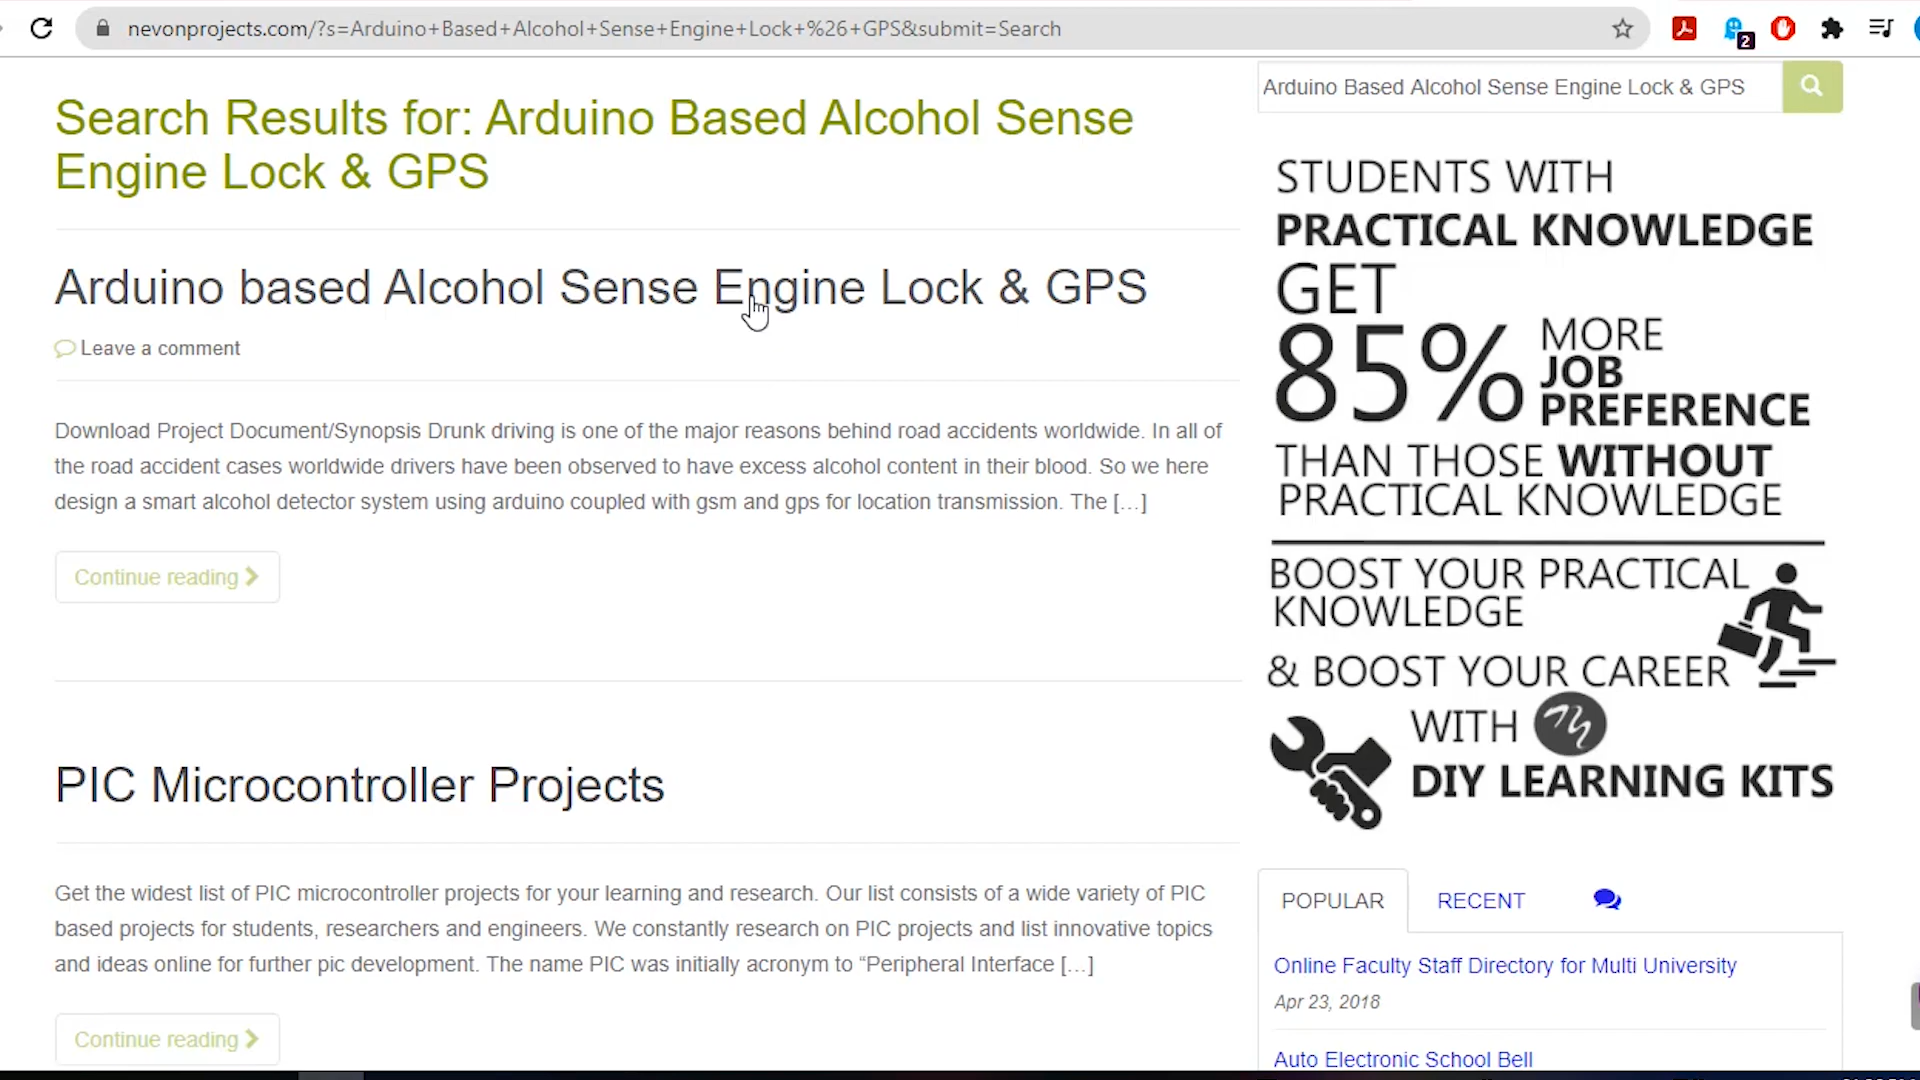 nevonprojects.com/?s=Arduino+Based+Alcohol+Sense+Engine+Lock+%26+GPS&submit=Search
2
Arduino Based Alcohol Sense Engine Lock & GPS
Search Results for: Arduino Based Alcohol Sense
Engine Lock & GPS
Arduino based Alcohol Sense Engine Lock & GPS
Leave a comment
Download Project Document/Synopsis Drunk driving is one of the major reasons behind road accidents worldwide. In all of
the road accident cases worldwide drivers have been observed to have excess alcohol content in their blood. So we here
design a smart alcohol detector system using arduino coupled with gsm and gps for location transmission. The […]
Continue reading
PIC Microcontroller Projects
Get the widest list of PIC microcontroller projects for your learning and research. Our list consists of a wide variety of PIC
based projects for students, researchers and engineers. We constantly research on PIC projects and list innovative topics
and ideas online for further pic development. The name PIC was initially acronym to “Peripheral Interface […]
Continue reading
STUDENTS WITH
PRACTICAL KNOWLEDGE
GET
85%
MORE
JOB
PREFERENCE
THAN THOSE WITHOUT
PRACTICAL KNOWLEDGE
BOOST YOUR PRACTICAL
KNOWLEDGE
& BOOST YOUR CAREER
WITH
DIY LEARNING KITS
POPULAR
RECENT
Online Faculty Staff Directory for Multi University
Apr 23, 2018
Auto Electronic School Bell